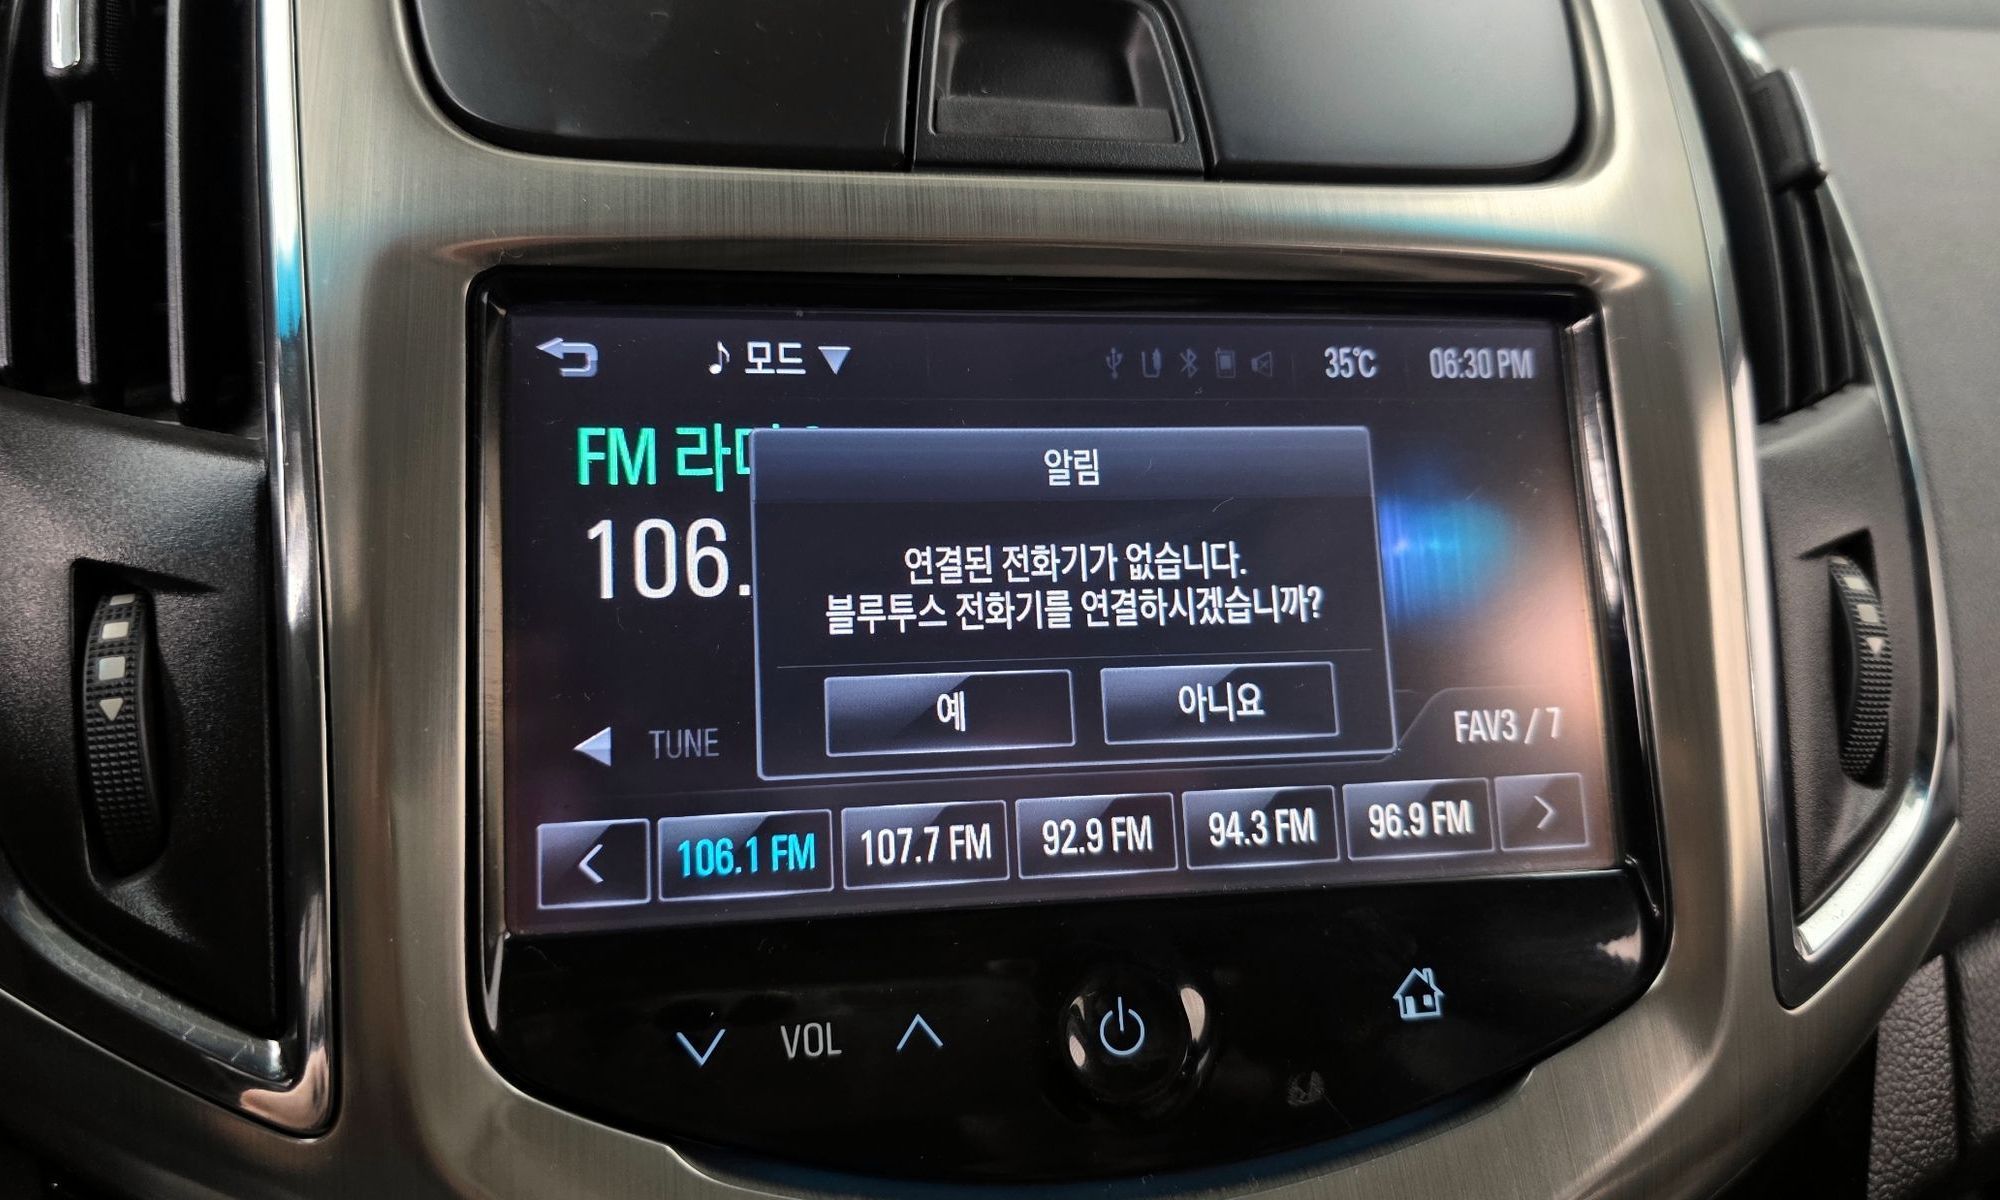 모드
35℃
06:30 PM
FM
106.
알림
연결된 전화기가 없습니다.
블루투스 전화기를 연결하시겠습니까?
예
아니요
TUNE
FAV3 / 7
106.1 FM
107.7 FM
92.9 FM
94.3 FM
96.9 FM
VOL